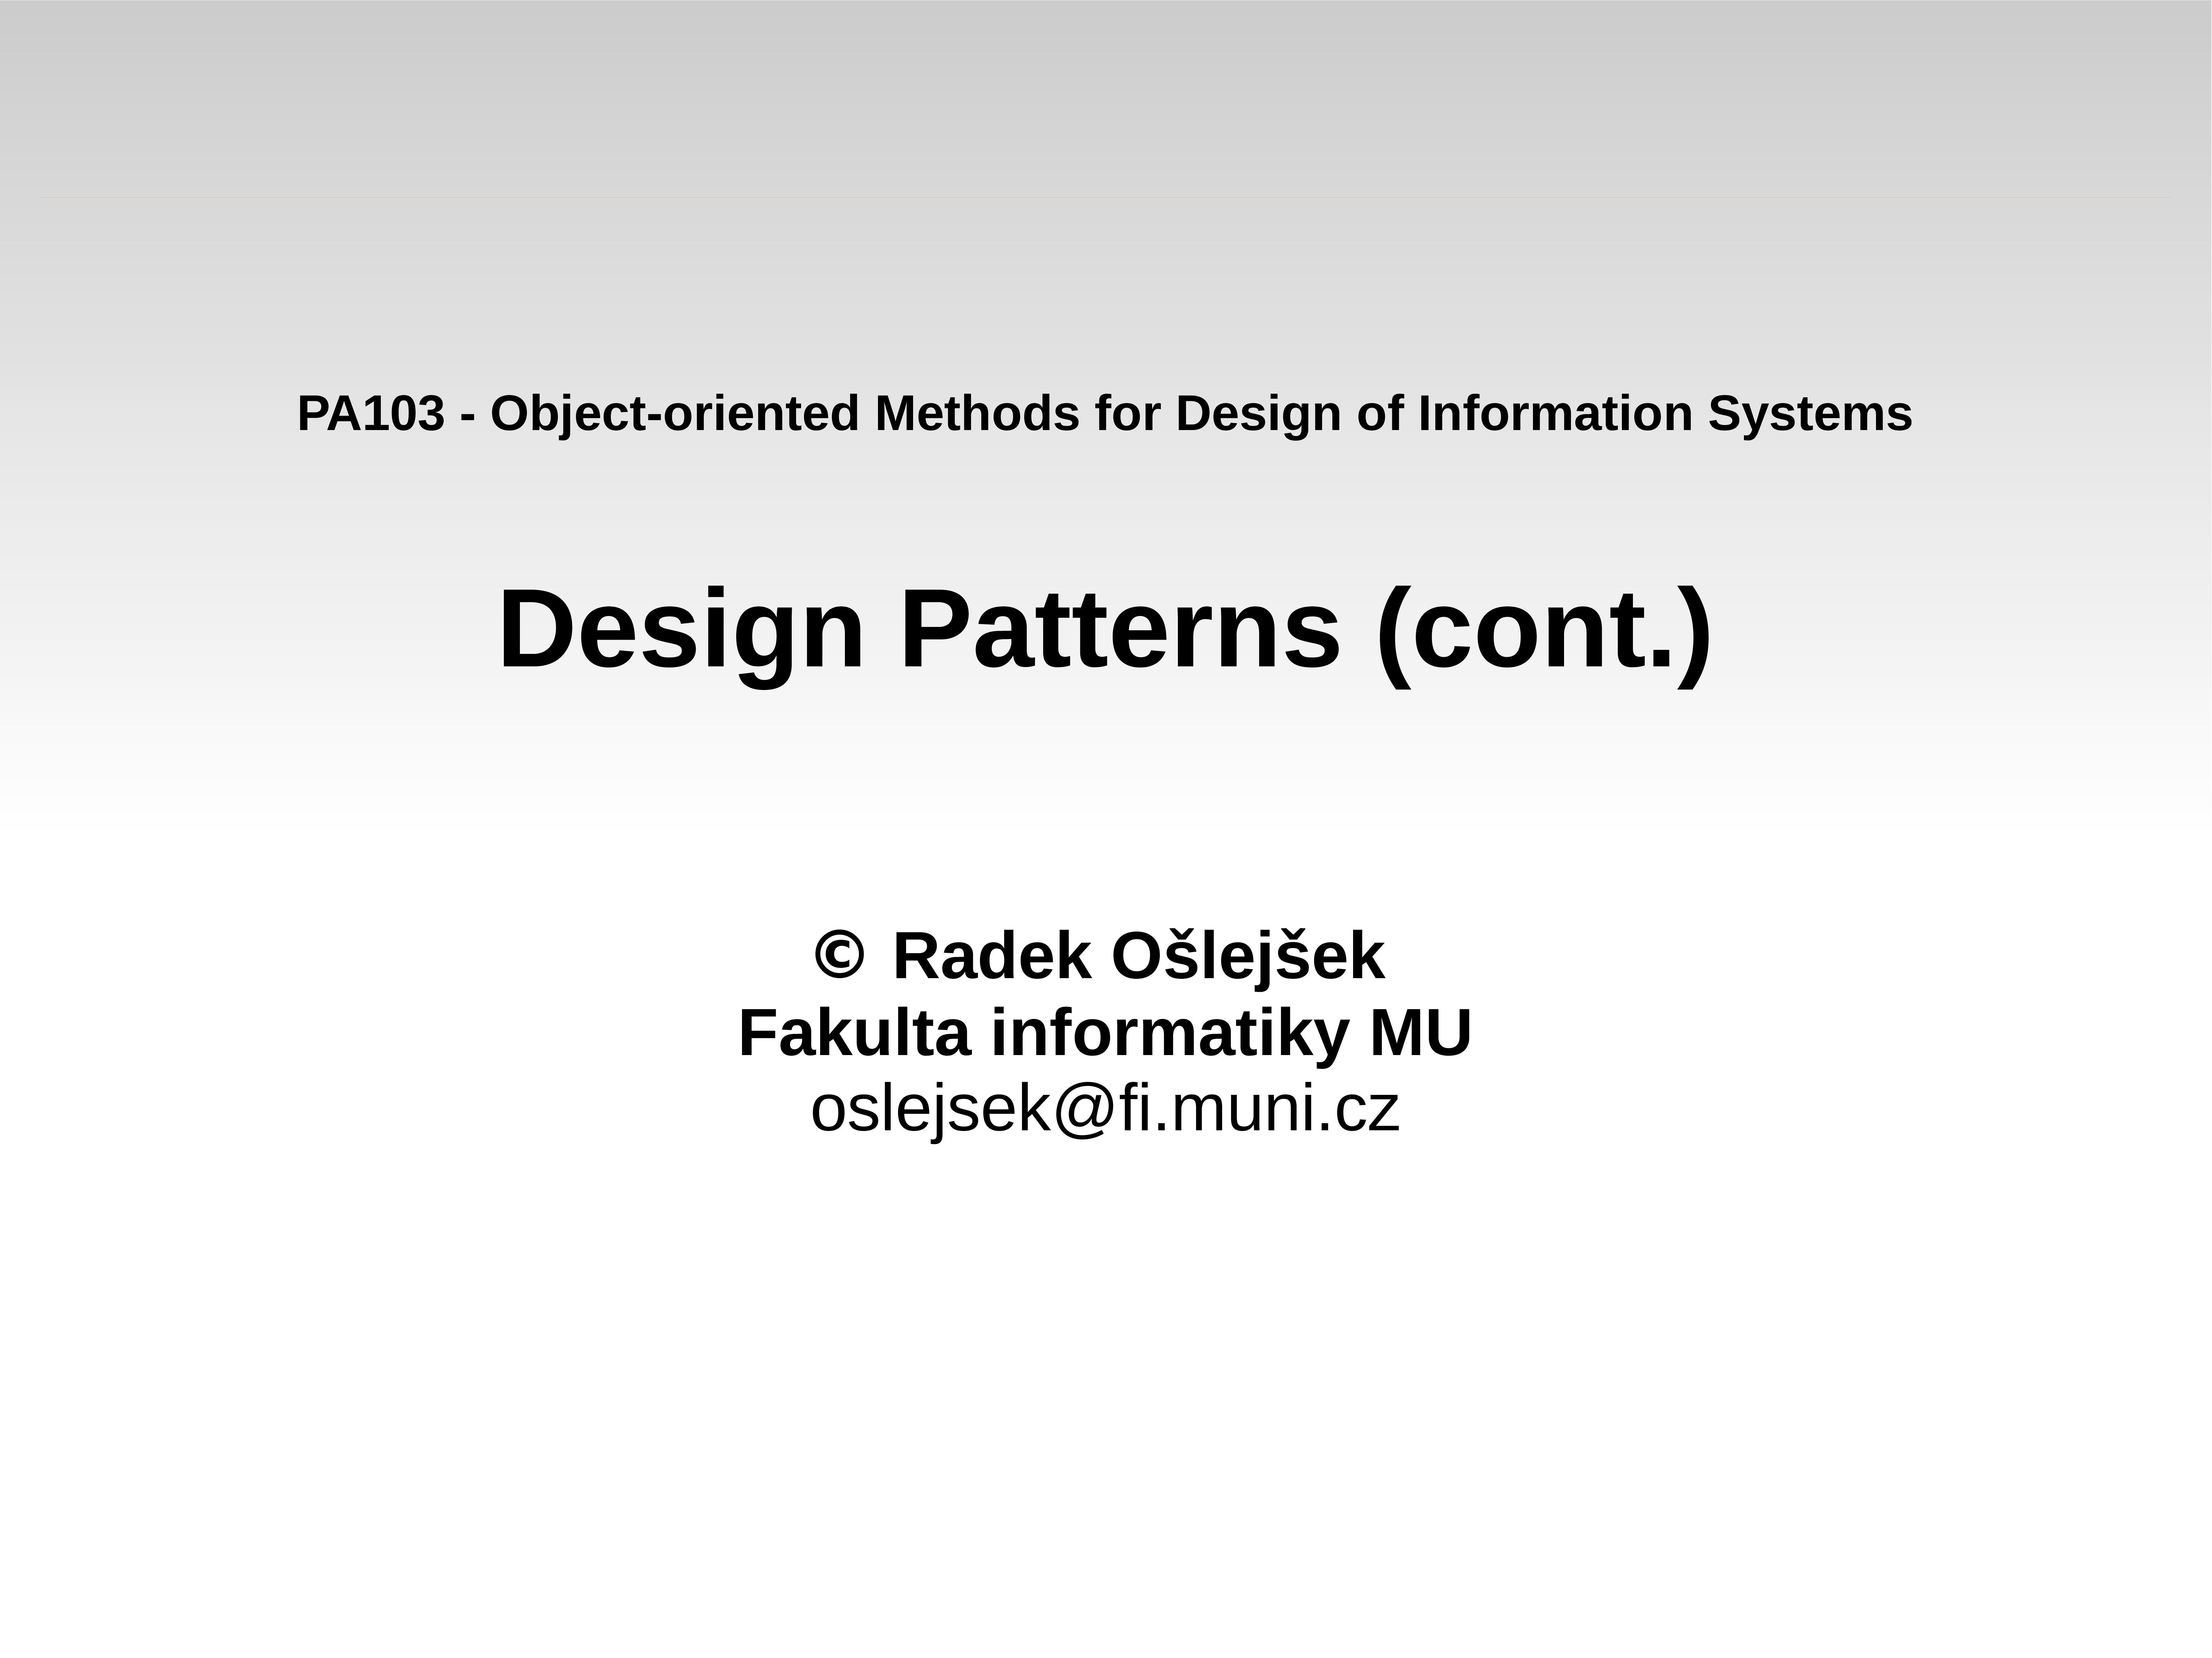 PA103 - Object-oriented Methods for Design of Information Systems
Design Patterns (cont.)
© Radek Ošlejšek
Fakulta informatiky MU
oslejsek@fi.muni.cz